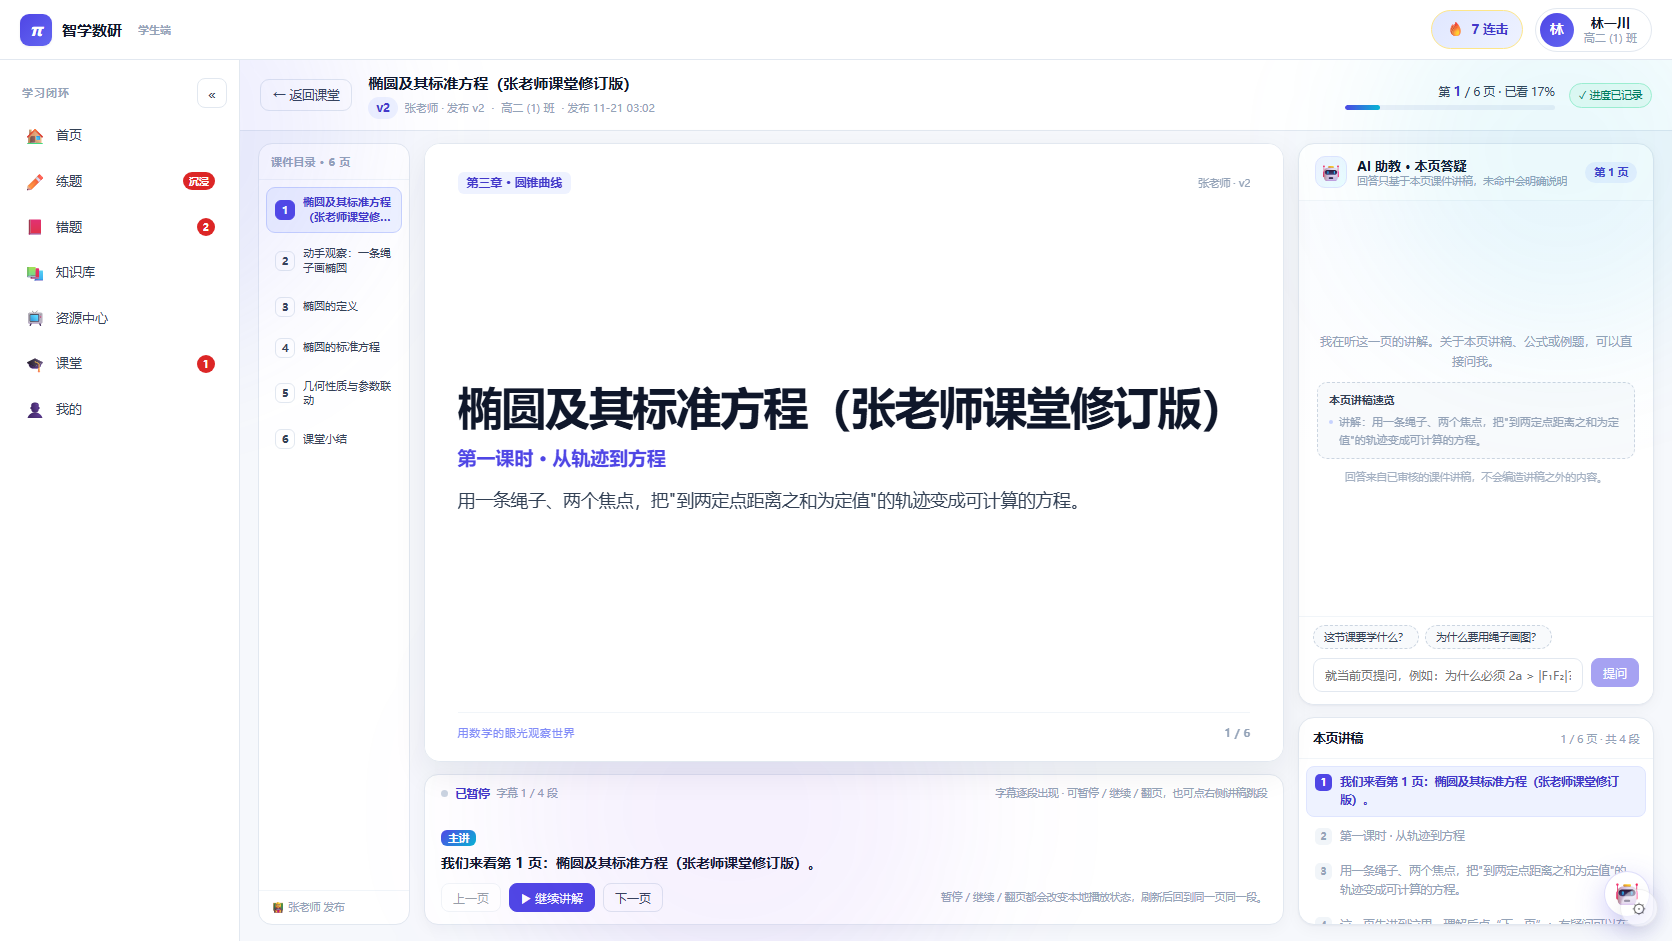 π 智学数研 学生端
7 连击
林 林一川
高二 (1) 班
学习闭环 «
首页
练题 沉浸
错题 2
知识库
资源中心
课堂 1
我的
← 返回课堂
椭圆及其标准方程（张老师课堂修订版）
v2 张老师 · 发布 v2 · 高二 (1) 班 · 发布 11-21 03:02
第 1 / 6 页 · 已看 17%
✓ 进度已记录
课件目录 • 6 页
1 椭圆及其标准方程
（张老师课堂修...
2 动手观察：一条绳
子画椭圆
3 椭圆的定义
4 椭圆的标准方程
5 几何性质与参数联
动
6 课堂小结
张老师 发布
第三章 • 圆锥曲线
张老师 · v2
椭圆及其标准方程（张老师课堂修订版）
第一课时 • 从轨迹到方程
用一条绳子、两个焦点，把"到两定点距离之和为定值"的轨迹变成可计算的方程。
用数学的眼光观察世界
1 / 6
已暂停 字幕 1 / 4 段
字幕逐段出现 · 可暂停 / 继续 / 翻页，也可点右侧讲稿跳段
主讲
我们来看第 1 页：椭圆及其标准方程（张老师课堂修订版）。
上一页 ▶ 继续讲解 下一页
暂停 / 继续 / 翻页都会改变本地播放状态，刷新后回到同一页同一段。
AI 助教 • 本页答疑
回答只基于本页课件讲稿，未命中会明确说明
第 1 页
我在听这一页的讲解。关于本页讲稿、公式或例题，可以直
接问我。
本页讲稿速览
讲解：用一条绳子、两个焦点，把"到两定点距离之和为定
值"的轨迹变成可计算的方程。
回答来自已审核的课件讲稿，不会编造讲稿之外的内容。
这节课要学什么？ 为什么要用绳子画图？
就当前页提问，例如：为什么必须 2a > |F₁F₂|?
提问
本页讲稿
1 / 6 页 · 共 4 段
1 我们来看第 1 页：椭圆及其标准方程（张老师课堂修订
版）。
2 第一课时 · 从轨迹到方程
3 用一条绳子、两个焦点，把"到两定点距离之和为定值"的
轨迹变成可计算的方程。